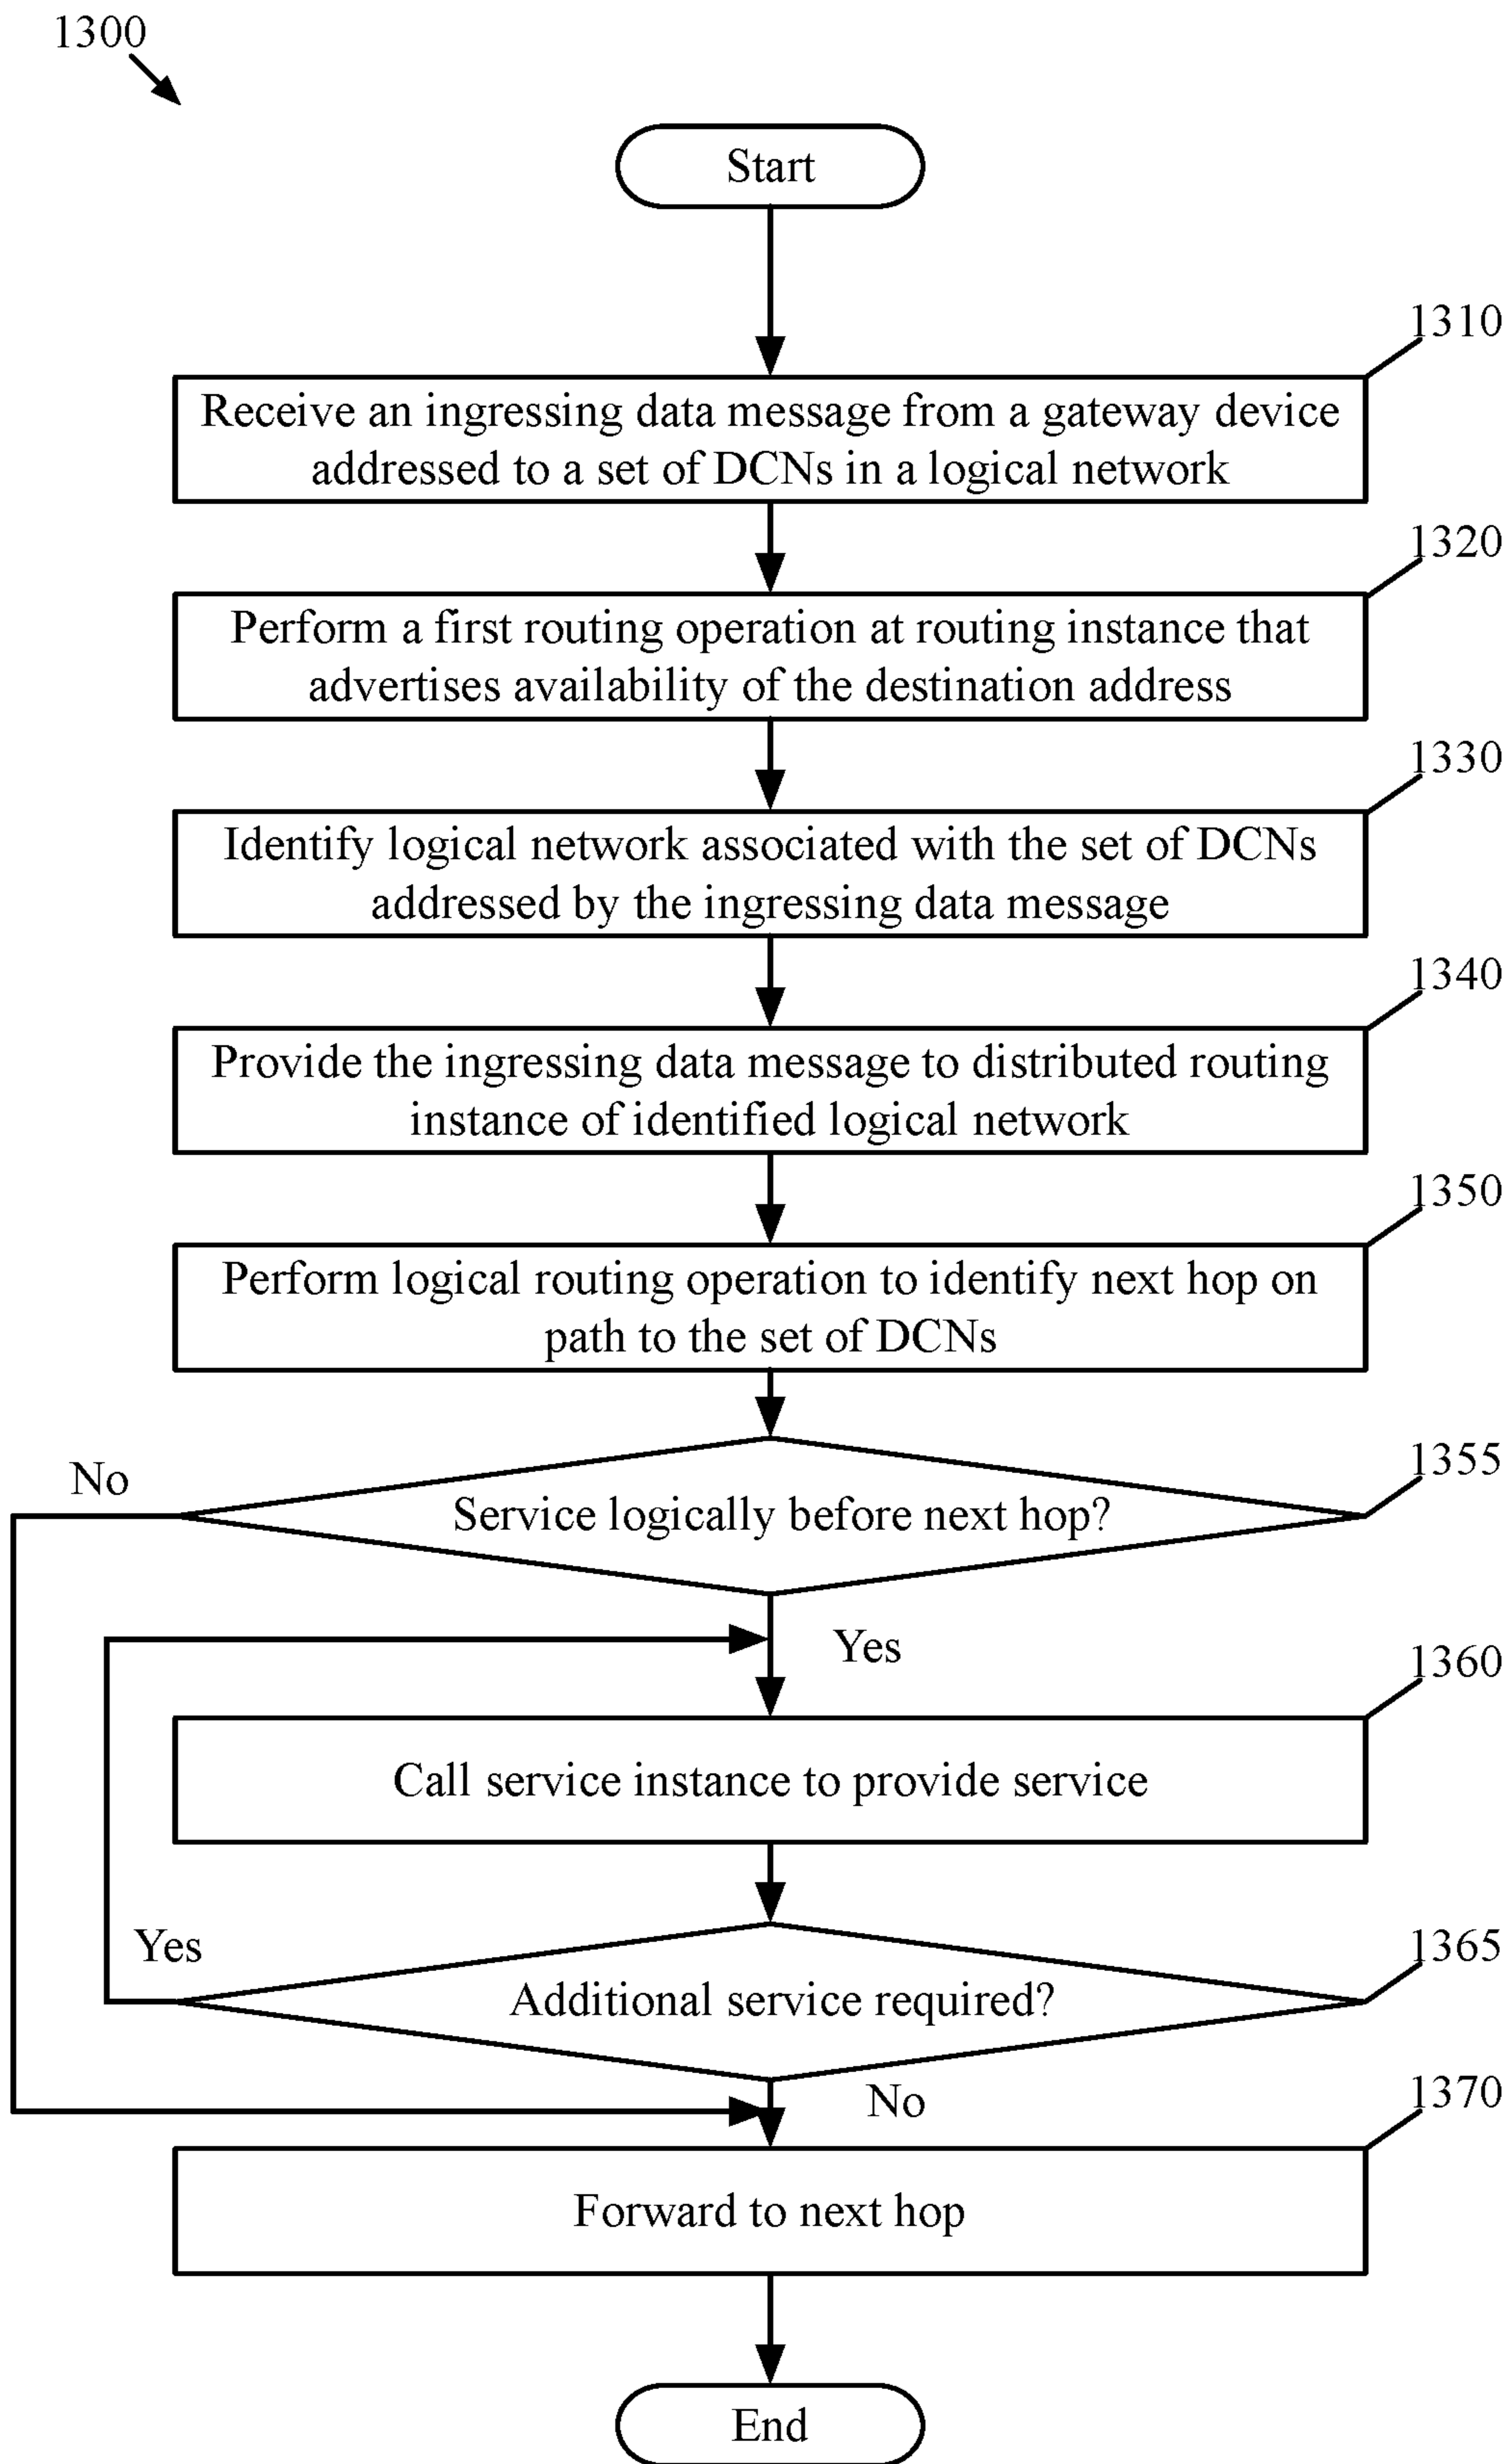 1300
Start
1310
Receive an ingressing data message from a gateway device
addressed to a set of DCNs in a logical network
1320
Perform a first routing operation at routing instance that
advertises availability of the destination address
1330
Identify logical network associated with the set of DCNs
addressed by the ingressing data message
1340
Provide the ingressing data message to distributed routing
instance of identified logical network
1350
Perform logical routing operation to identify next hop on
path to the set of DCNs
1355
No
Service logically before next hop?
Yes
1360
Call service instance to provide service
1365
Yes
Additional service required?
No
1370
Forward to next hop
End